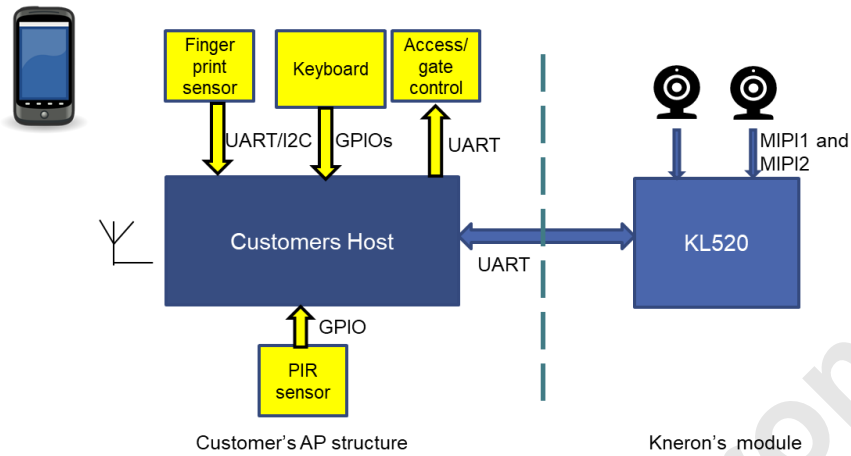 Finger
print
sensor
Keyboard
Access/
gate
control
UART/I2C
GPIOs
UART
MIPI1 and
MIPI2
Customers Host
KL520
UART
GPIO
PIR
sensor
Customer's AP structure
Kneron's module